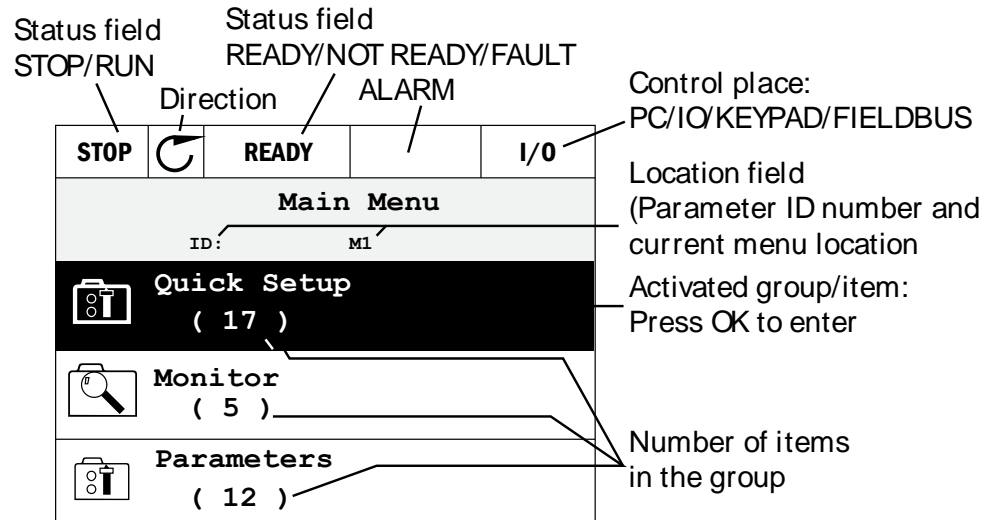 Status field
STOP/RUN
Status field
READY/NOT READY/FAULT
Direction
ALARM
Control place:
PC/IO/KEYPAD/FIELDBUS
STOP
READY
I/O
Location field
(Parameter ID number and
current menu location
Main Menu
ID: M1
Quick Setup
( 17 )
Activated group/item:
Press OK to enter
Monitor
( 5 )
Number of items
in the group
Parameters
( 12 )